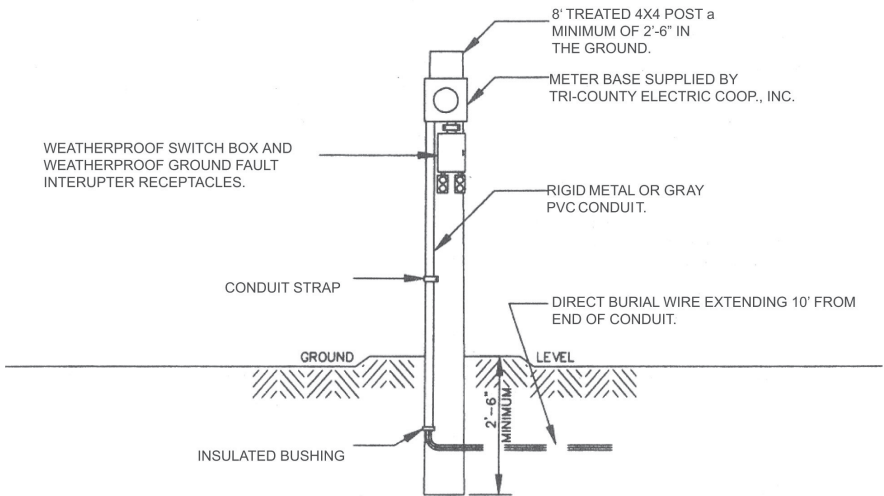 8' TREATED 4X4 POST a
MINIMUM OF 2'-6" IN
THE GROUND.
METER BASE SUPPLIED BY
TRI-COUNTY ELECTRIC COOP., INC.
WEATHERPROOF SWITCH BOX AND
WEATHERPROOF GROUND FAULT
INTERUPTER RECEPTACLES.
RIGID METAL OR GRAY
PVC CONDUIT.
CONDUIT STRAP
DIRECT BURIAL WIRE EXTENDING 10' FROM
END OF CONDUIT.
GROUND
LEVEL
2'-6"
MINIMUM
INSULATED BUSHING